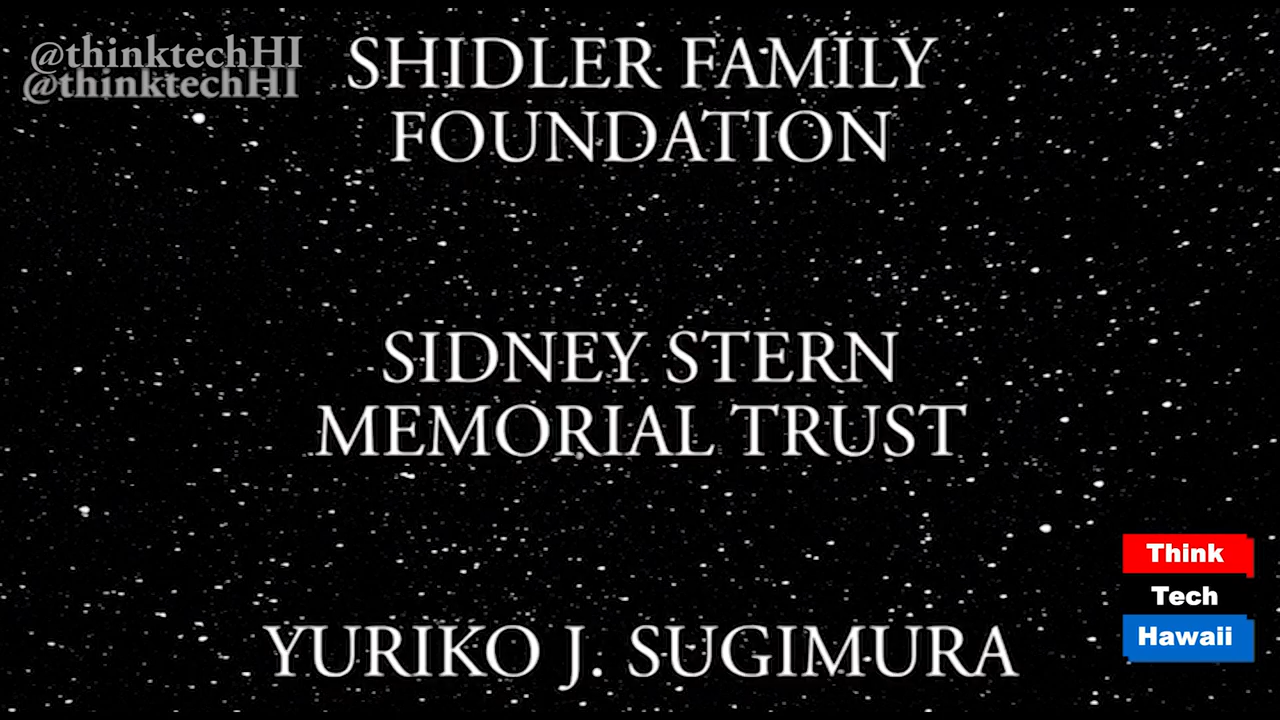 @thinktechHI
@thinktechHI
SHIDLER FAMILY
FOUNDATION
SIDNEY STERN
MEMORIAL TRUST
YURIKO J. SUGIMURA
Think
Tech
Hawaii